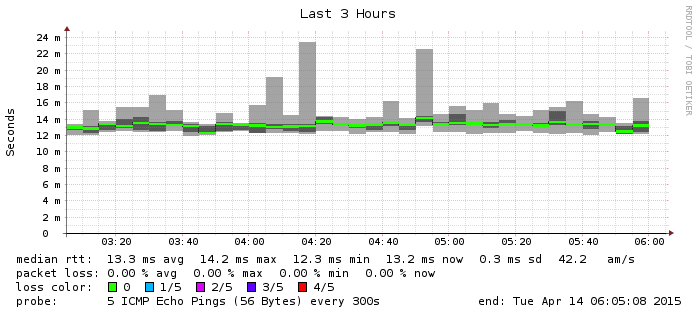 Last 3 Hours
RRDTOOL / TOBI OETIKER
Seconds
24 m
22 m
20 m
18 m
16 m
14 m
12 m
10 m
8 m
6 m
4 m
2 m
0
03:20 03:40 04:00 04:20 04:40 05:00 05:20 05:40 06:00
median rtt: 13.3 ms avg 14.2 ms max 12.3 ms min 13.2 ms now 0.3 ms sd 42.2 am/s
packet loss: 0.00 % avg 0.00 % max 0.00 % min 0.00 % now
loss color: 0 1/5 2/5 3/5 4/5
probe: 5 ICMP Echo Pings (56 Bytes) every 300s end: Tue Apr 14 06:05:08 2015